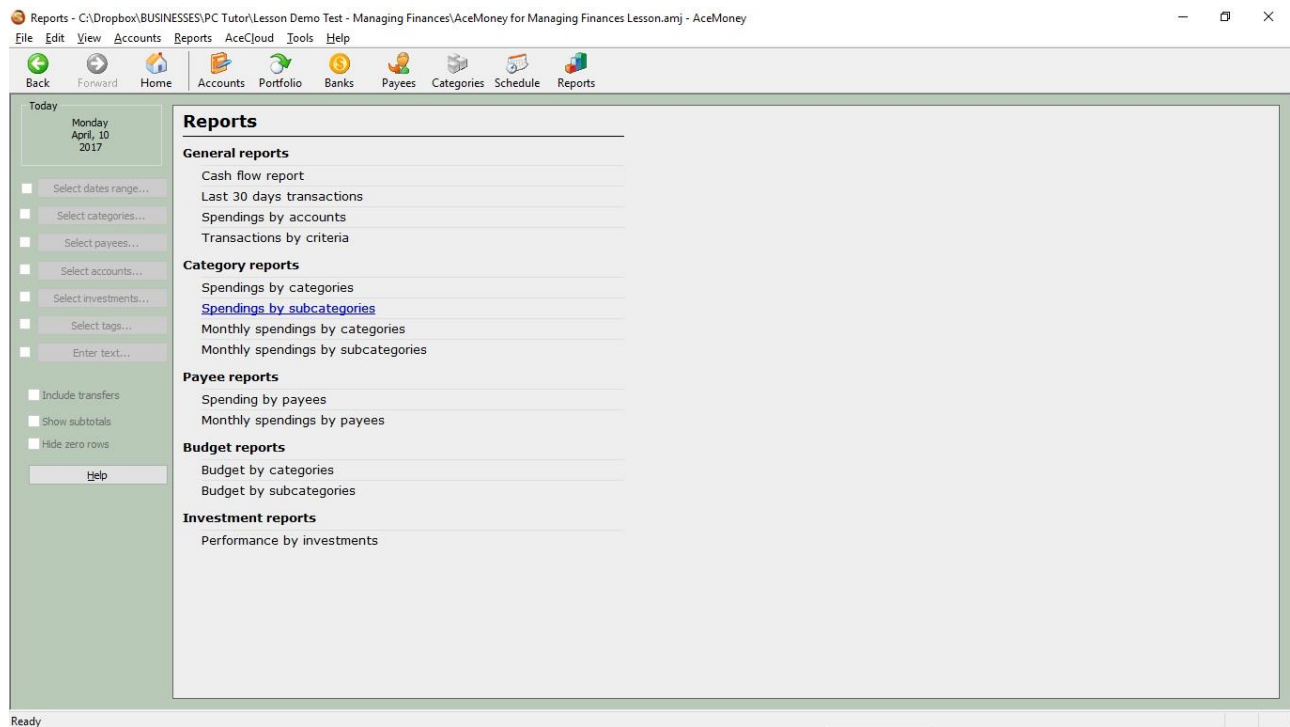 Reports - C:\Dropbox\BUSINESSES\PC Tutor\Lesson Demo Test - Managing Finances\AceMoney for Managing Finances Lesson.amj - AceMoney
File Edit View Accounts Reports AceCloud Tools Help
Back Forward Home Accounts Portfolio Banks Payees Categories Schedule Reports
Today
Monday
April, 10
2017
Select dates range...
Select categories...
Select payees...
Select accounts...
Select investments...
Select tags...
Enter text...
Include transfers
Show subtotals
Hide zero rows
Help
Reports
General reports
Cash flow report
Last 30 days transactions
Spendings by accounts
Transactions by criteria
Category reports
Spendings by categories
Spendings by subcategories
Monthly spendings by categories
Monthly spendings by subcategories
Payee reports
Spending by payees
Monthly spendings by payees
Budget reports
Budget by categories
Budget by subcategories
Investment reports
Performance by investments
Ready